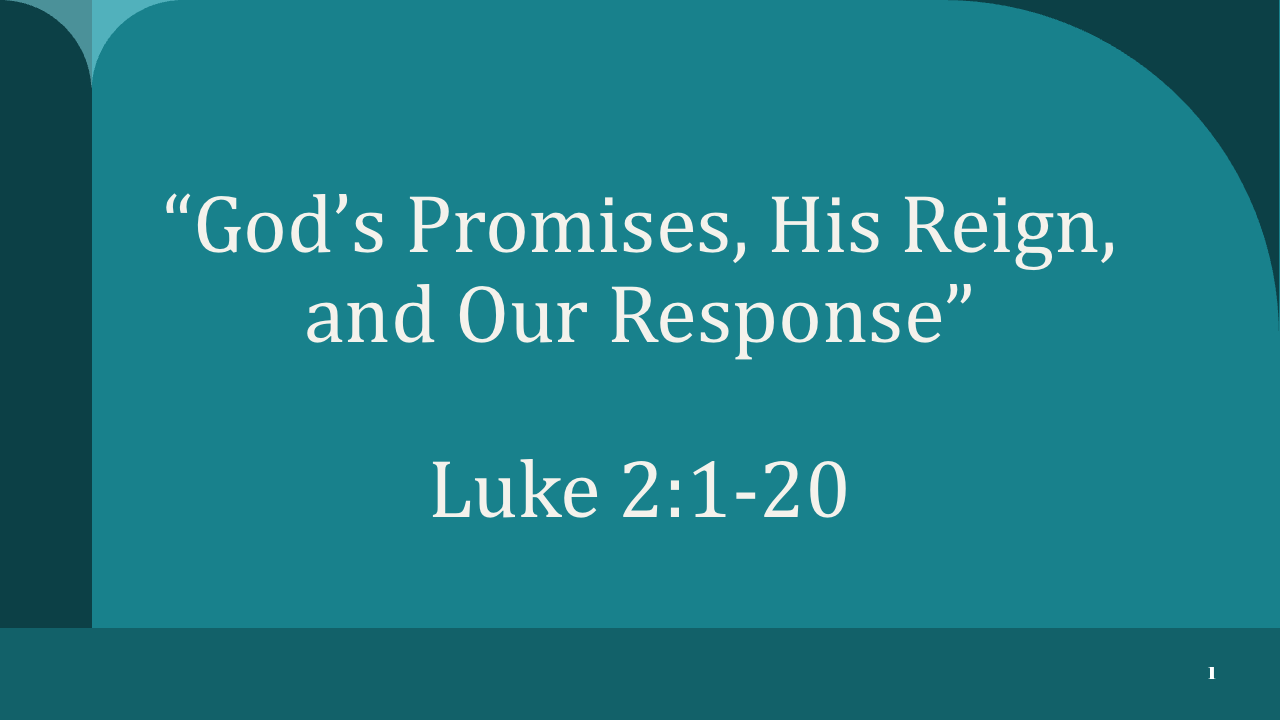 “God’s Promises, His Reign,
and Our Response”
Luke 2:1-20
1